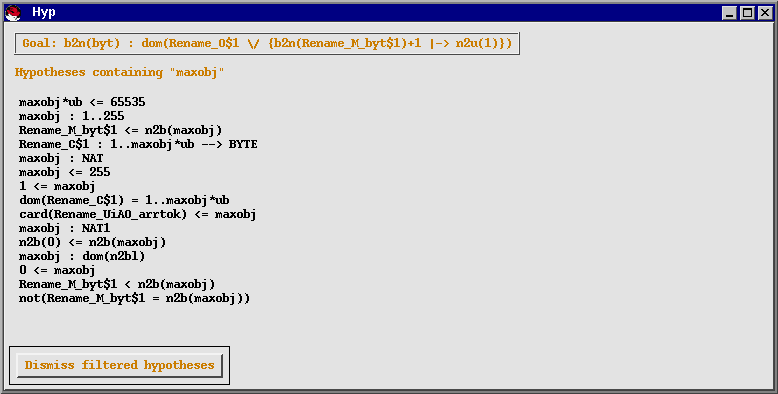 Hyp
Goal: b2n(byt) : dom(Rename_O$1 \/ {b2n(Rename_M_byt$1)+1 |-> n2u(1)})
Hypotheses containing "maxobj"
maxobj*ub <= 65535
maxobj : 1..255
Rename_M_byt$1 <= n2b(maxobj)
Rename_C$1 : 1..maxobj*ub --> BYTE
maxobj : NAT
maxobj <= 255
1 <= maxobj
dom(Rename_C$1) = 1..maxobj*ub
card(Rename_UiAO_arrtok) <= maxobj
maxobj : NAT1
n2b(0) <= n2b(maxobj)
maxobj : dom(n2b1)
0 <= maxobj
Rename_M_byt$1 < n2b(maxobj)
not(Rename_M_byt$1 = n2b(maxobj))
Dismiss filtered hypotheses